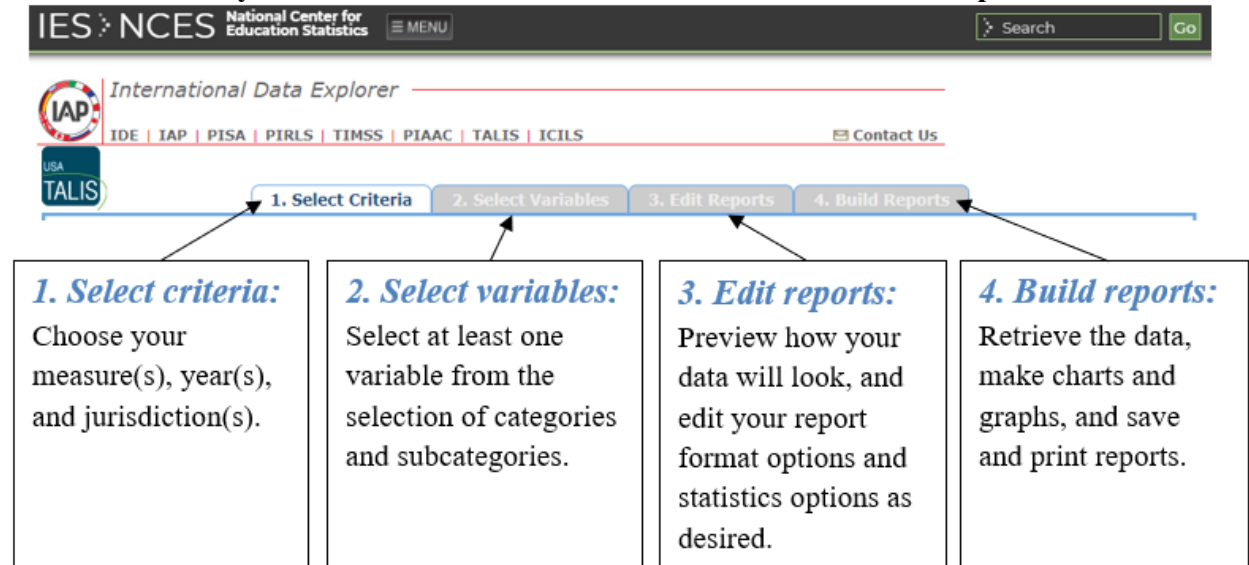 IES NCES National Center for Education Statistics ≡ MENU Search Go
International Data Explorer
IAP
IDE | IAP | PISA | PIRLS | TIMSS | PIAAC | TALIS | ICILS Contact Us
USA
TALIS
1. Select Criteria 2. Select Variables 3. Edit Reports 4. Build Reports
1. Select criteria:
Choose your
measure(s), year(s),
and jurisdiction(s).
2. Select variables:
Select at least one
variable from the
selection of categories
and subcategories.
3. Edit reports:
Preview how your
data will look, and
edit your report
format options and
statistics options as
desired.
4. Build reports:
Retrieve the data,
make charts and
graphs, and save
and print reports.